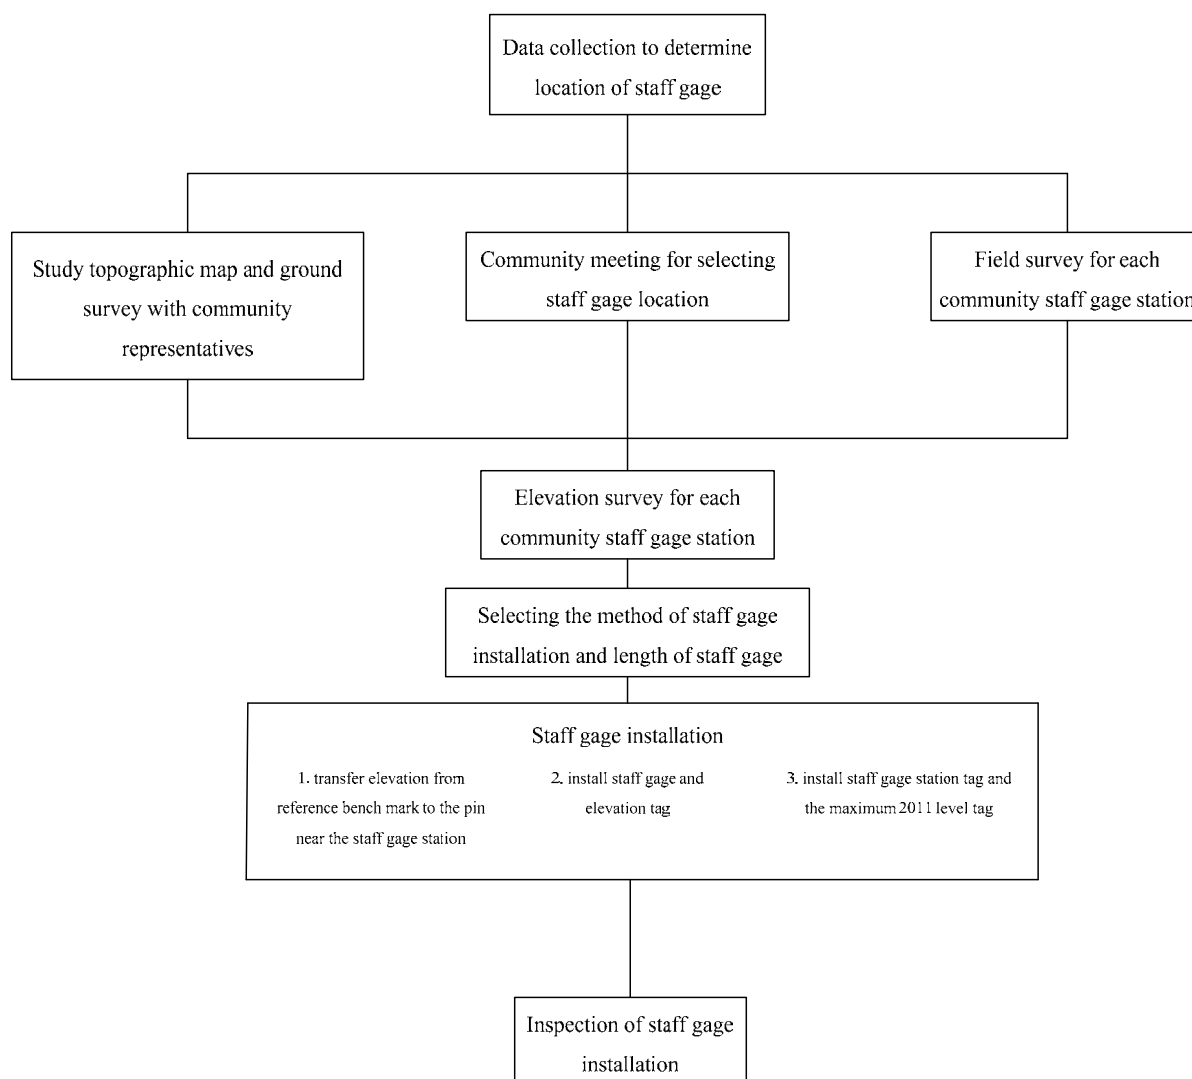 Data collection to determine
location of staff gage
Study topographic map and ground
survey with community
representatives
Community meeting for selecting
staff gage location
Field survey for each
community staff gage station
Elevation survey for each
community staff gage station
Selecting the method of staff gage
installation and length of staff gage
Staff gage installation
1. transfer elevation from
reference bench mark to the pin
near the staff gage station
2. install staff gage and
elevation tag
3. install staff gage station tag and
the maximum 2011 level tag
Inspection of staff gage
installation